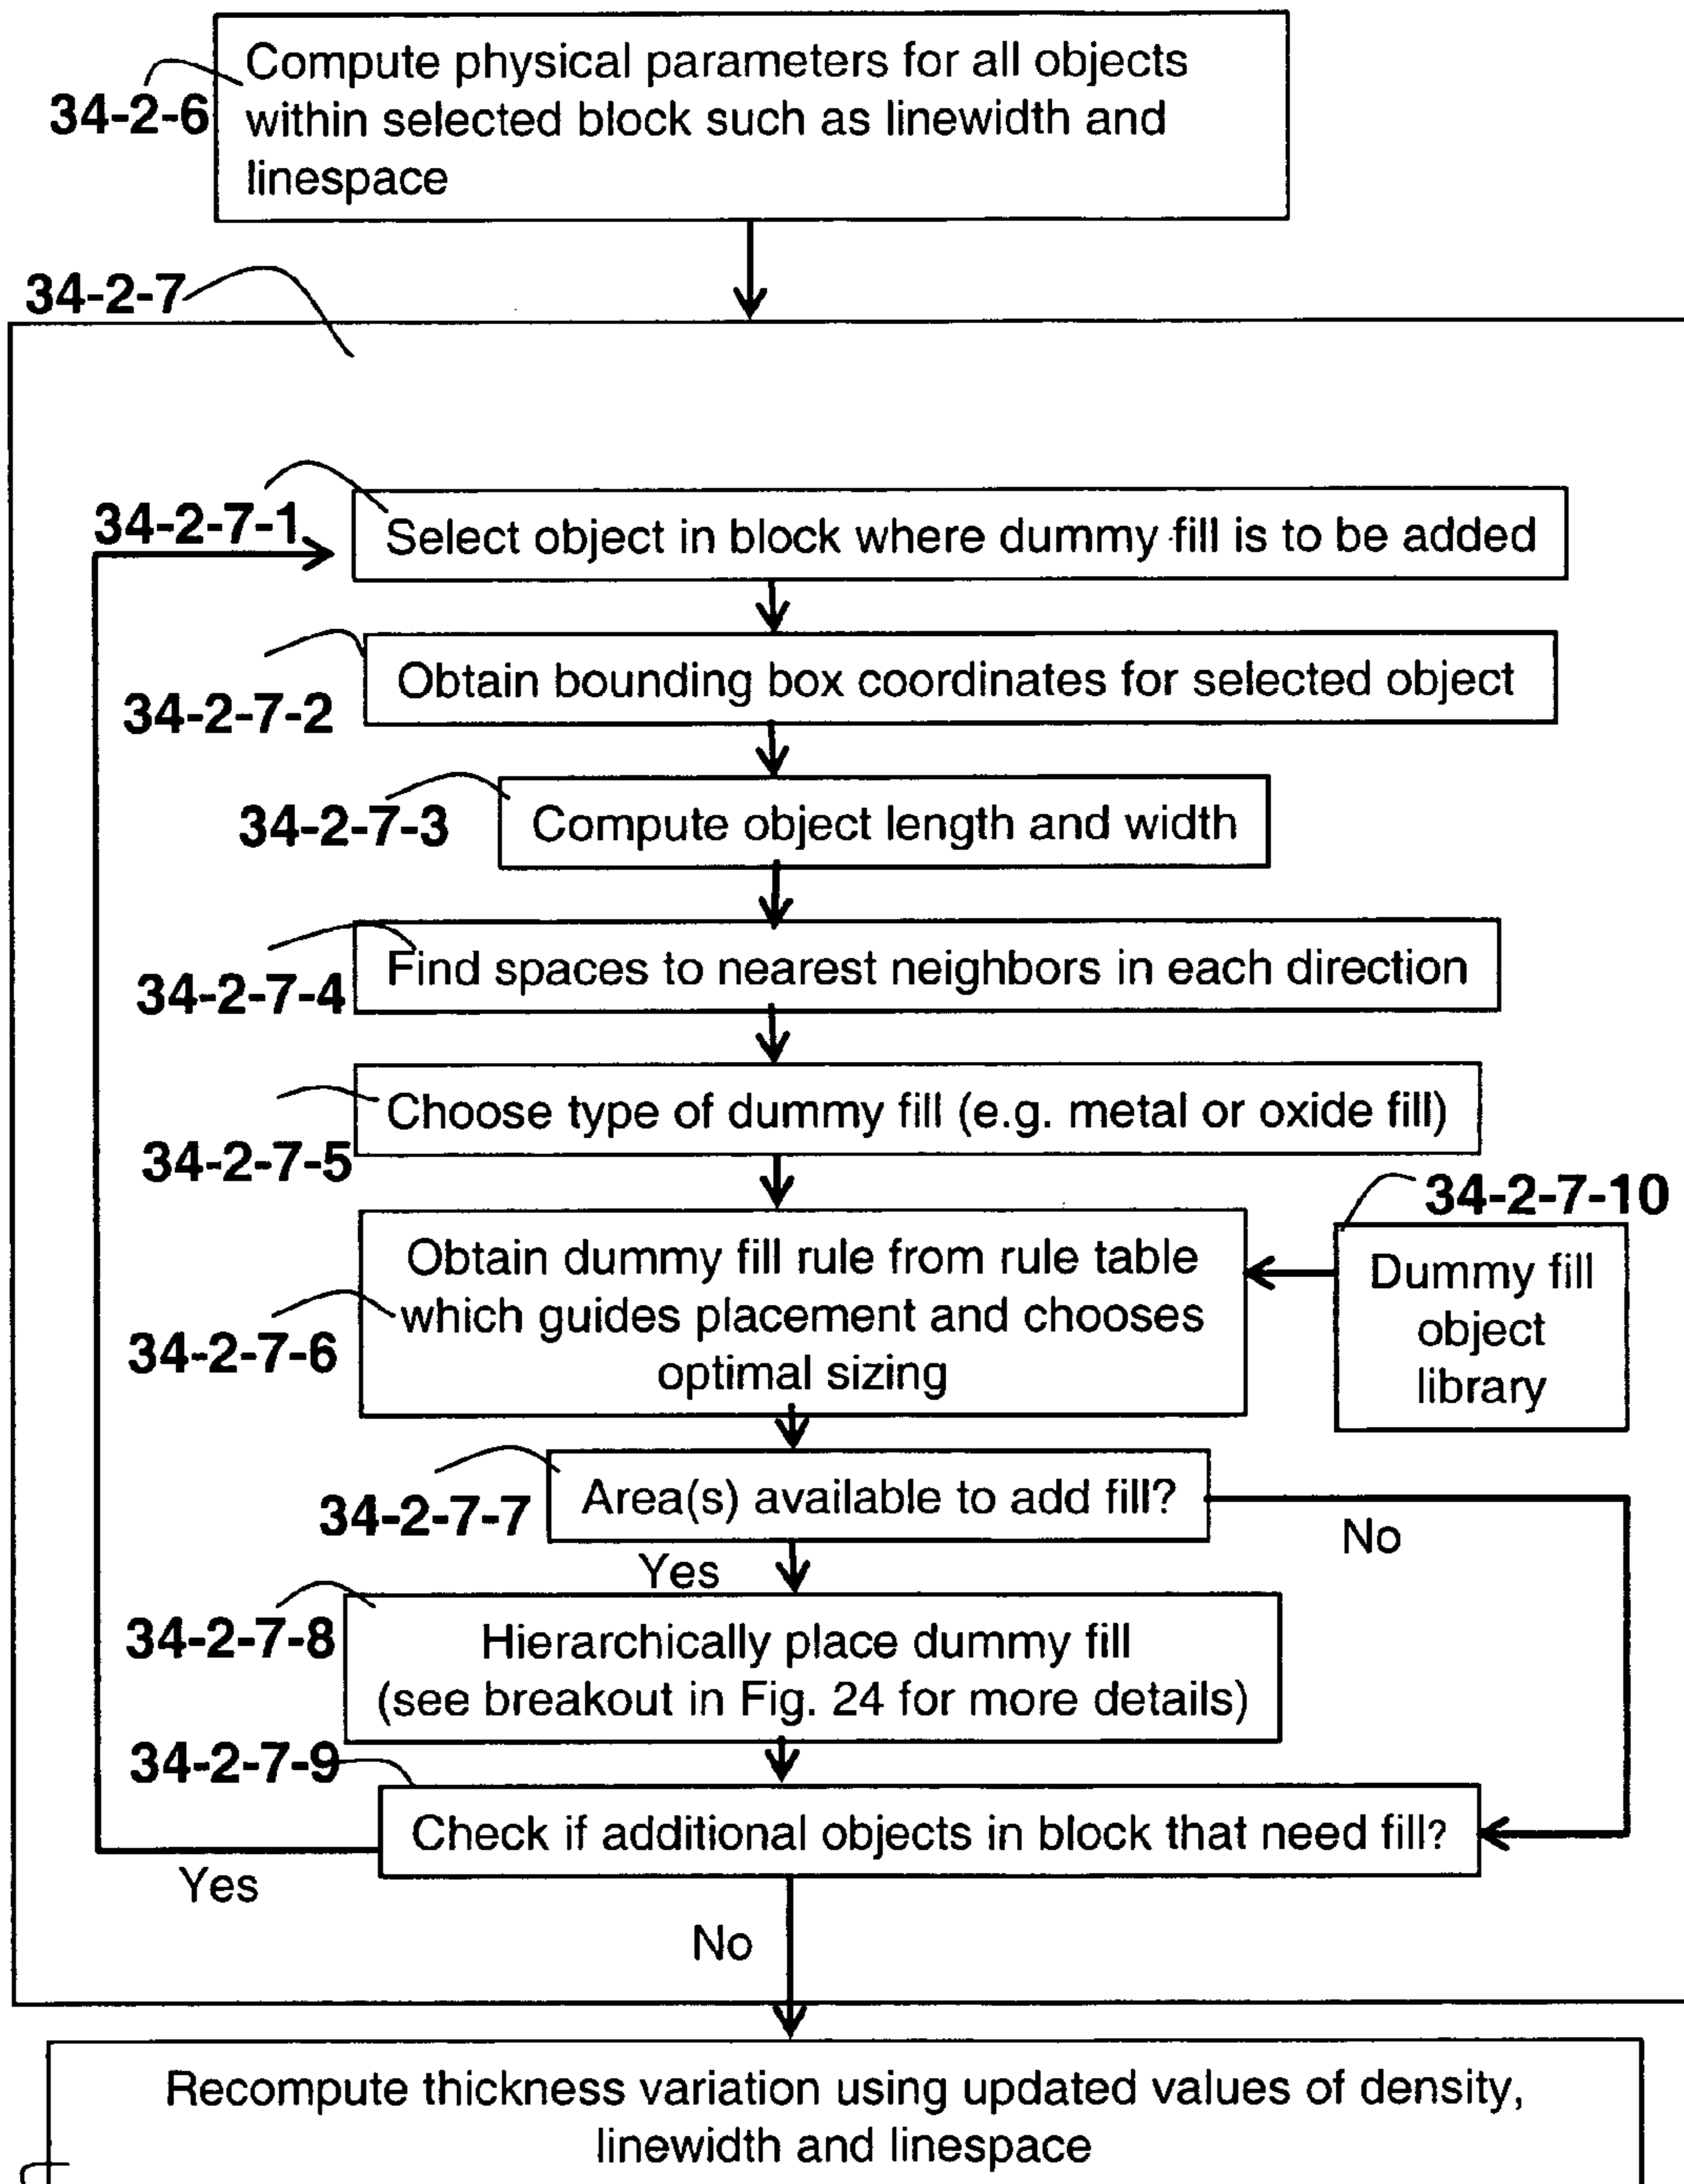 Compute physical parameters for all objects
34-2-6
within selected block such as linewidth and
linespace
34-2-7
34-2-7-1
Select object in block where dummy fill is to be added
Obtain bounding box coordinates for selected object
34-2-7-2
34-2-7-3
Compute object length and width
Find spaces to nearest neighbors in each direction
34-2-7-4
Choose type of dummy fill (e.g. metal or oxide fill)
34-2-7-5
34-2-7-10
Obtain dummy fill rule from rule table
which guides placement and chooses
optimal sizing
34-2-7-6
Dummy fill
object
library
Area(s) available to add fill?
34-2-7-7
No
Yes
34-2-7-8
Hierarchically place dummy fill
(see breakout in Fig. 24 for more details)
34-2-7-9
Check if additional objects in block that need fill?
Yes
No
Recompute thickness variation using updated values of density,
linewidth and linespace